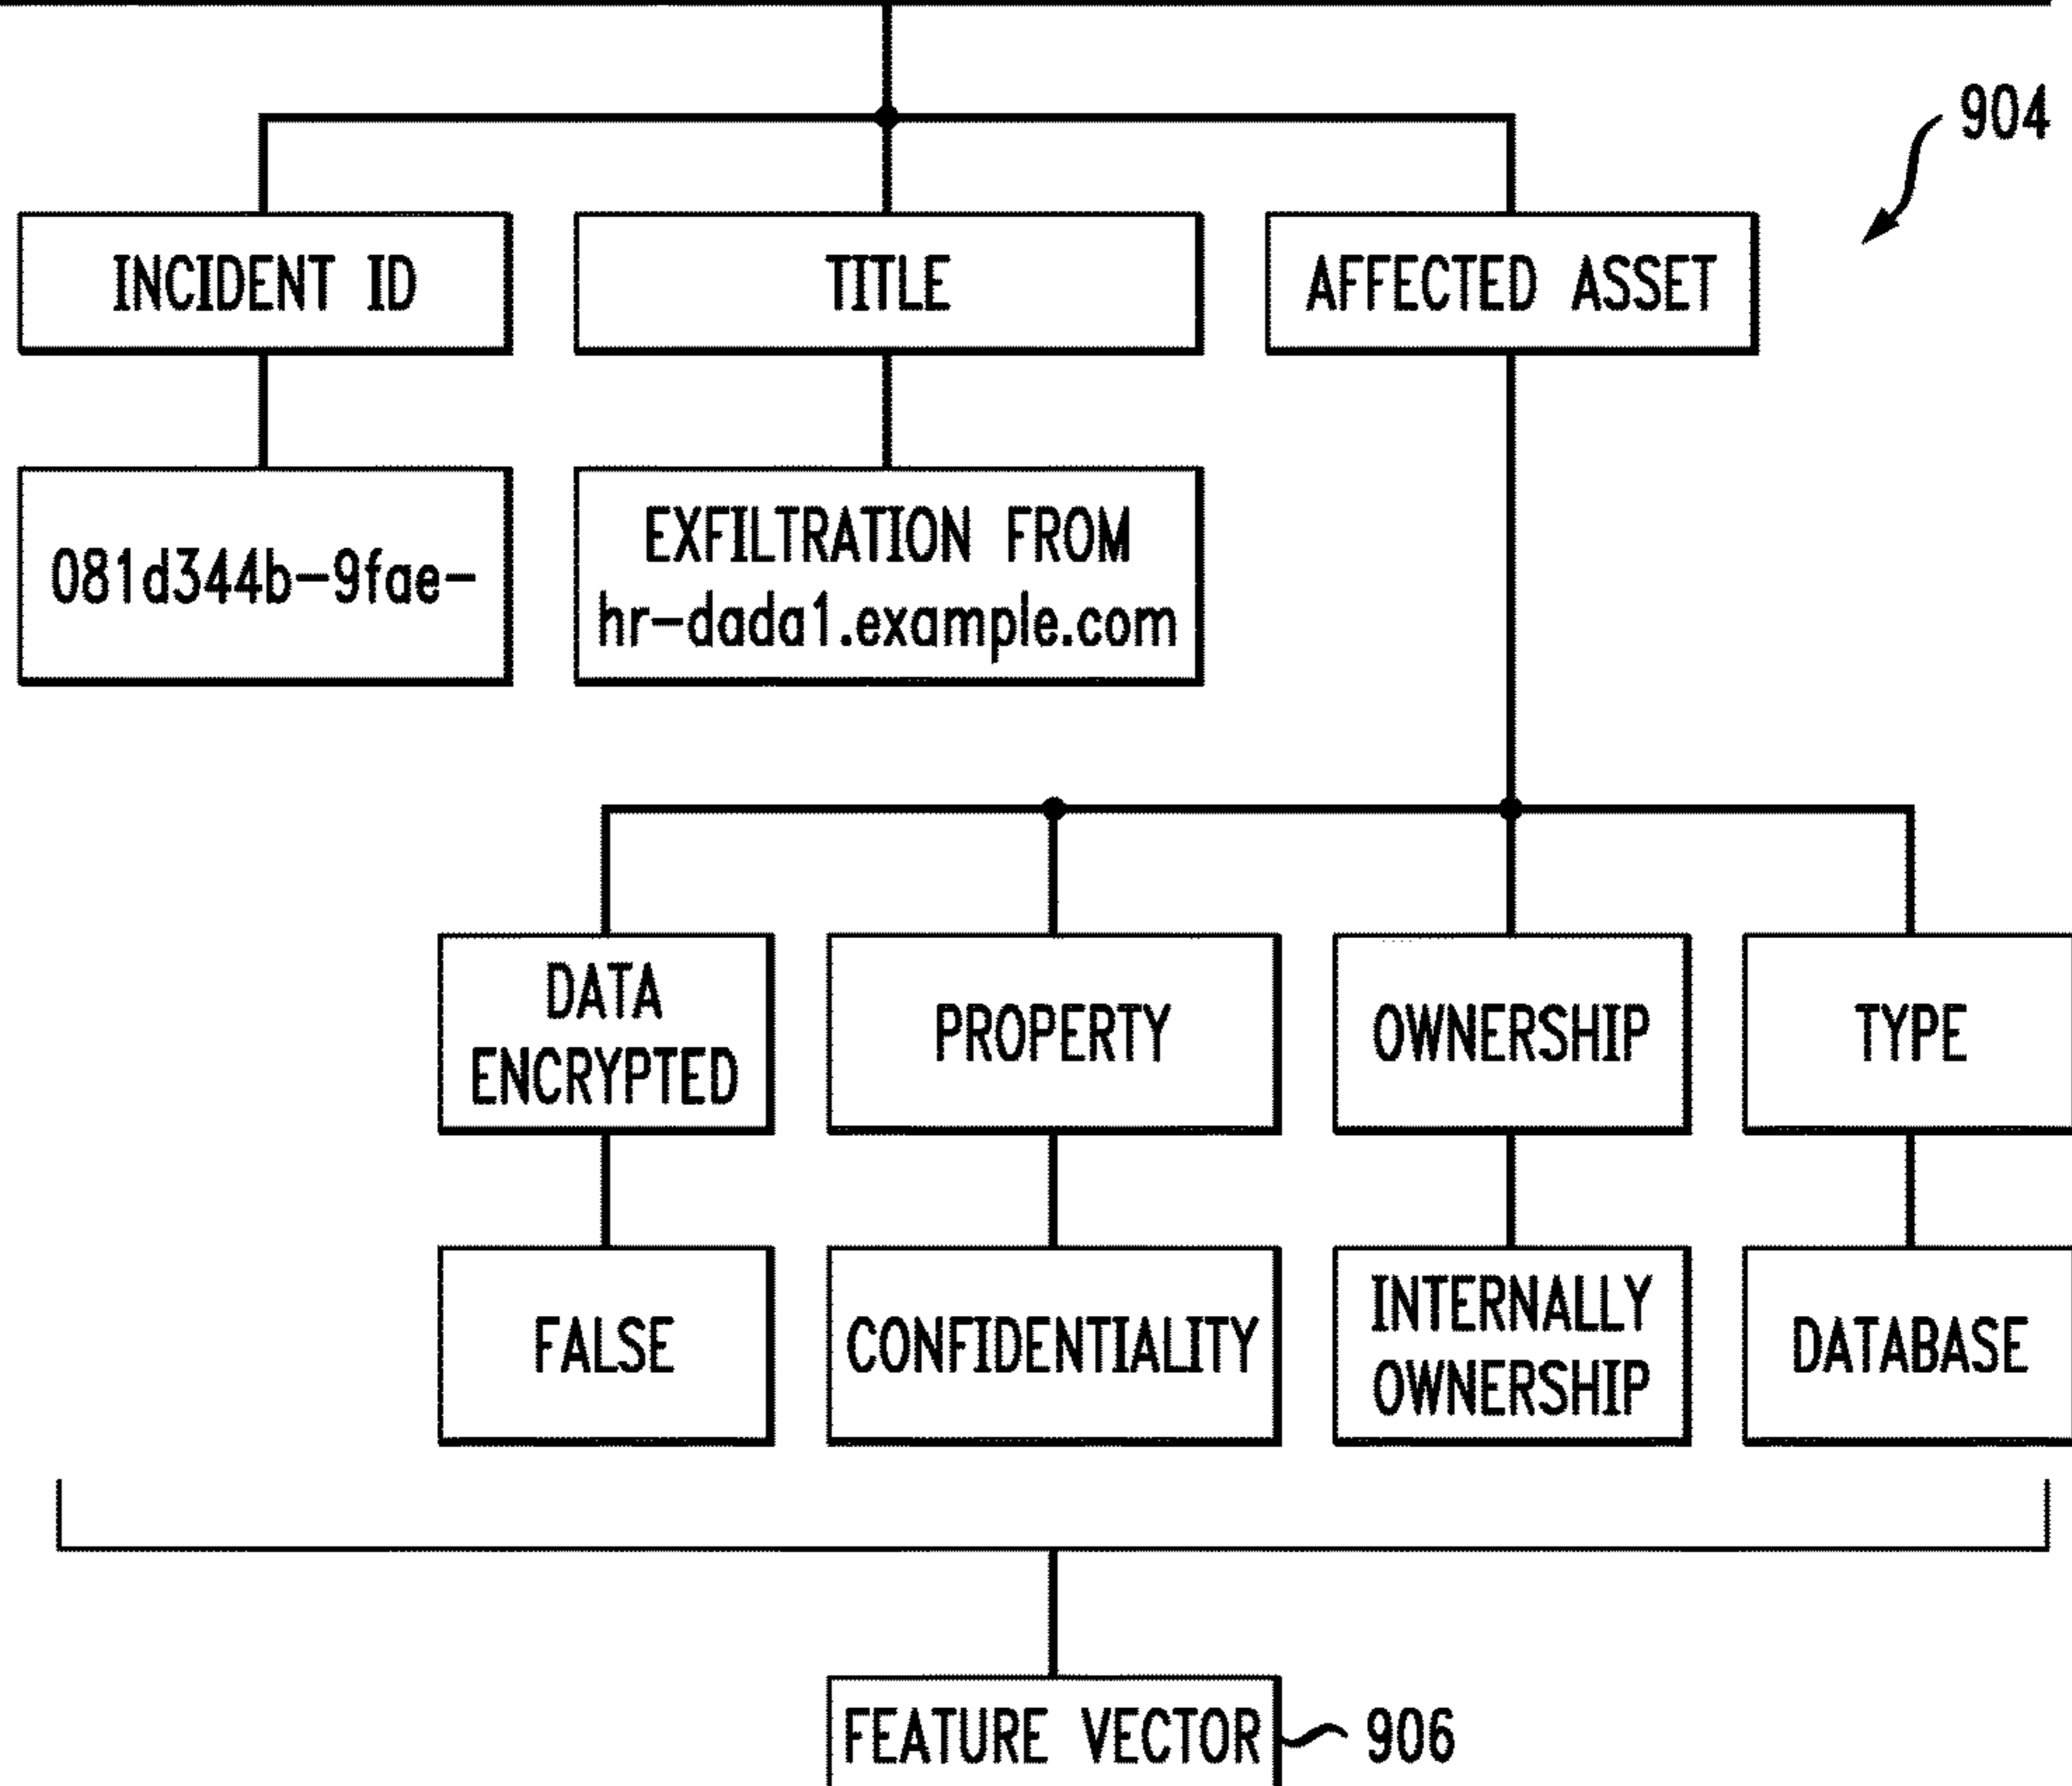 904
INCIDENT ID
TITLE
AFFECTED ASSET
081d344b-9fae-
EXFILTRATION FROM
hr-dada1.example.com
DATA
ENCRYPTED
PROPERTY
OWNERSHIP
TYPE
FALSE
CONFIDENTIALITY
INTERNALLY
OWNERSHIP
DATABASE
FEATURE VECTOR
906